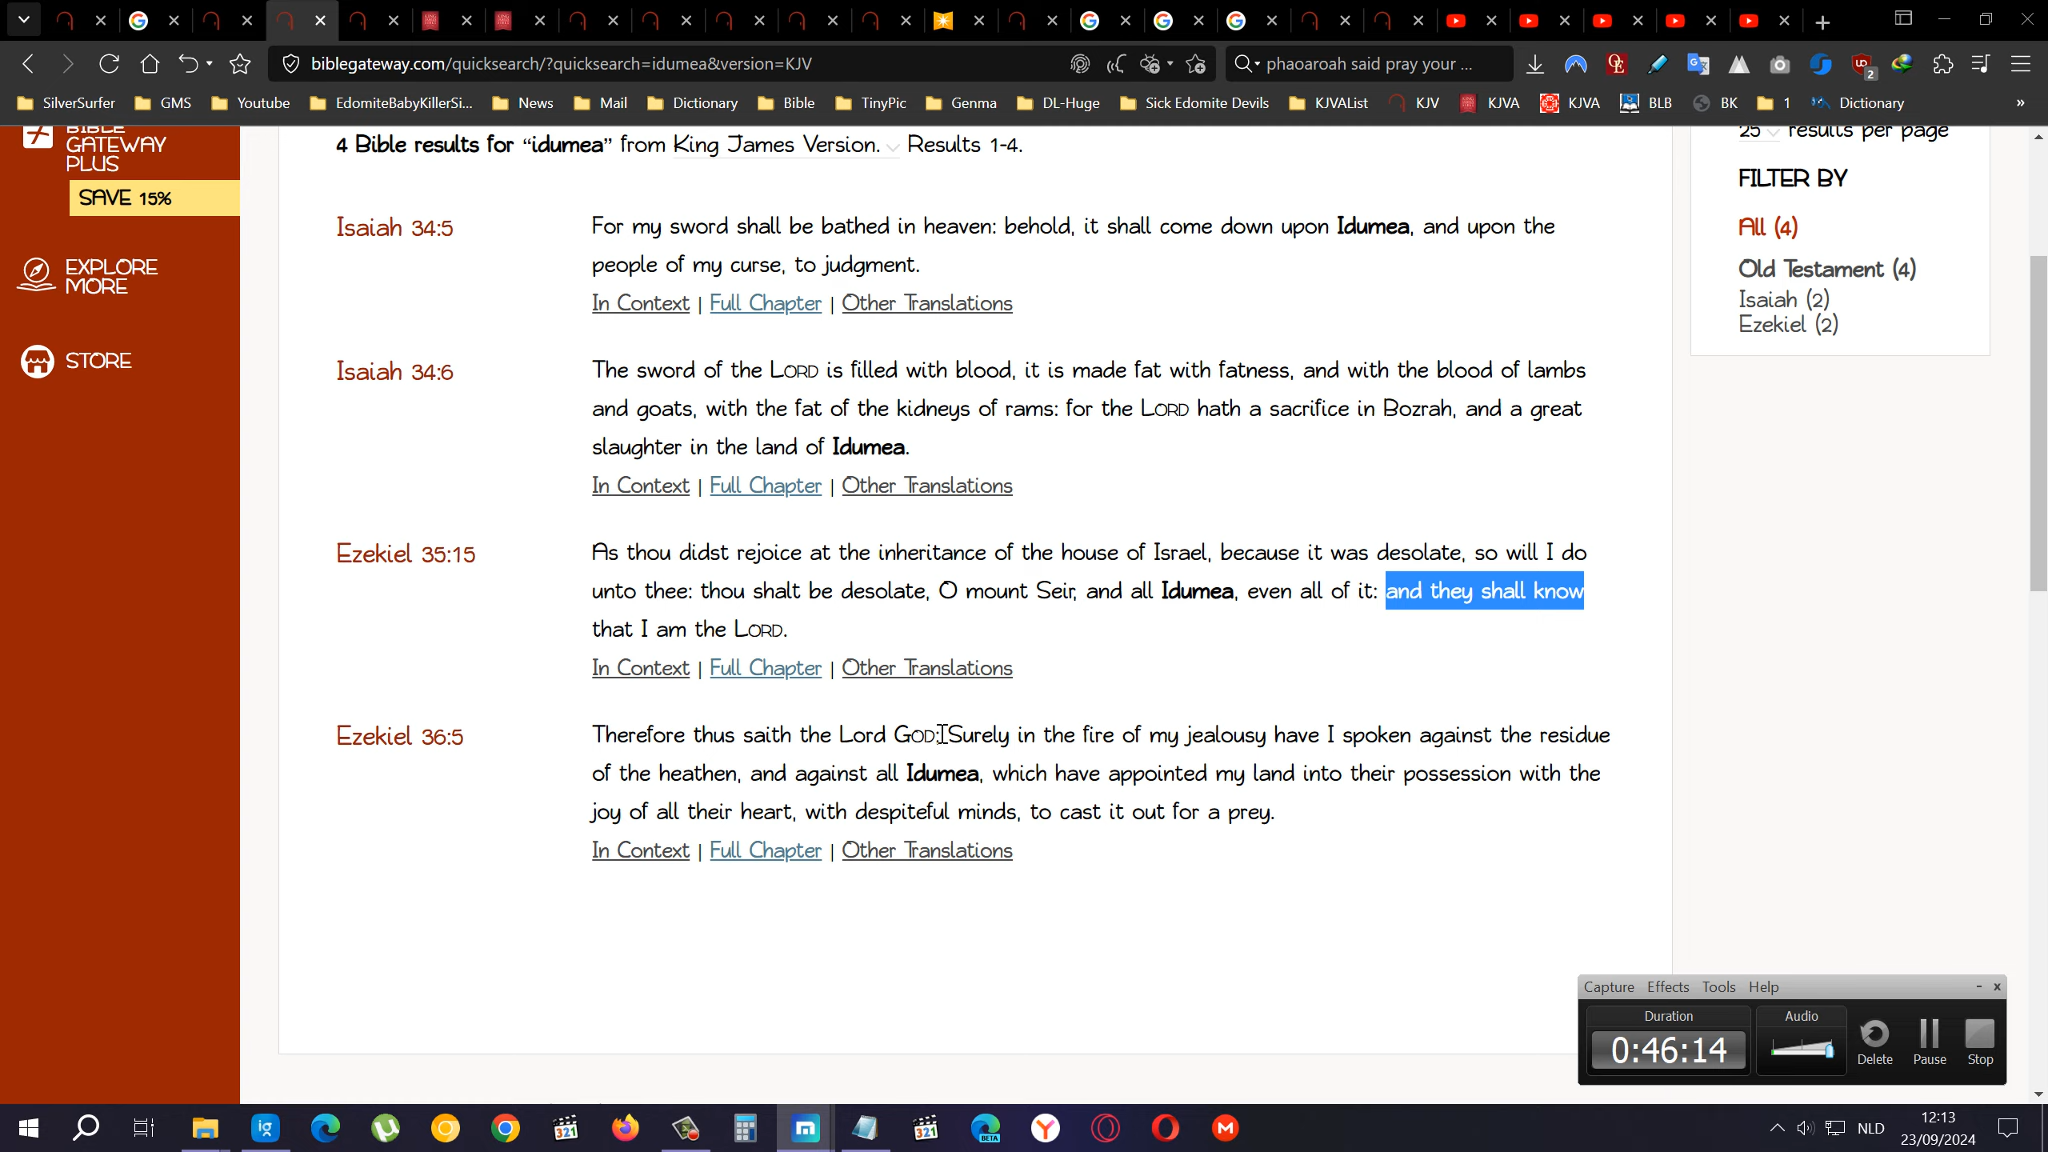 biblegateway.com/quicksearch/?quicksearch=idumea&version=KJV
phaoaroah said pray your ...
2
SilverSurfer GMS Youtube EdomiteBabyKillerSi... News Mail Dictionary Bible TinyPic Genma DL-Huge Sick Edomite Devils KJVAList KJV KJVA KJVA BLB BK 1 Dictionary »
BIBLE
GATEWAY
PLUS
SAVE 15%
EXPLORE
MORE
STORE
4 Bible results for “idumea” from King James Version. Results 1-4.
Isaiah 34:5
For my sword shall be bathed in heaven: behold, it shall come down upon Idumea, and upon the
people of my curse, to judgment.
In Context | Full Chapter | Other Translations
Isaiah 34:6
The sword of the LORD is filled with blood, it is made fat with fatness, and with the blood of lambs
and goats, with the fat of the kidneys of rams: for the LORD hath a sacrifice in Bozrah, and a great
slaughter in the land of Idumea.
In Context | Full Chapter | Other Translations
Ezekiel 35:15
As thou didst rejoice at the inheritance of the house of Israel, because it was desolate, so will I do
unto thee: thou shalt be desolate, O mount Seir, and all Idumea, even all of it: and they shall know
that I am the LORD.
In Context | Full Chapter | Other Translations
Ezekiel 36:5
Therefore thus saith the Lord GOD; Surely in the fire of my jealousy have I spoken against the residue
of the heathen, and against all Idumea, which have appointed my land into their possession with the
joy of all their heart, with despiteful minds, to cast it out for a prey.
In Context | Full Chapter | Other Translations
25 results per page
FILTER BY
All (4)
Old Testament (4)
Isaiah (2)
Ezekiel (2)
Capture Effects Tools Help
Duration
0:46:14
Audio
Delete
Pause
Stop
ig
321
321
BETA
NLD
12:13
23/09/2024